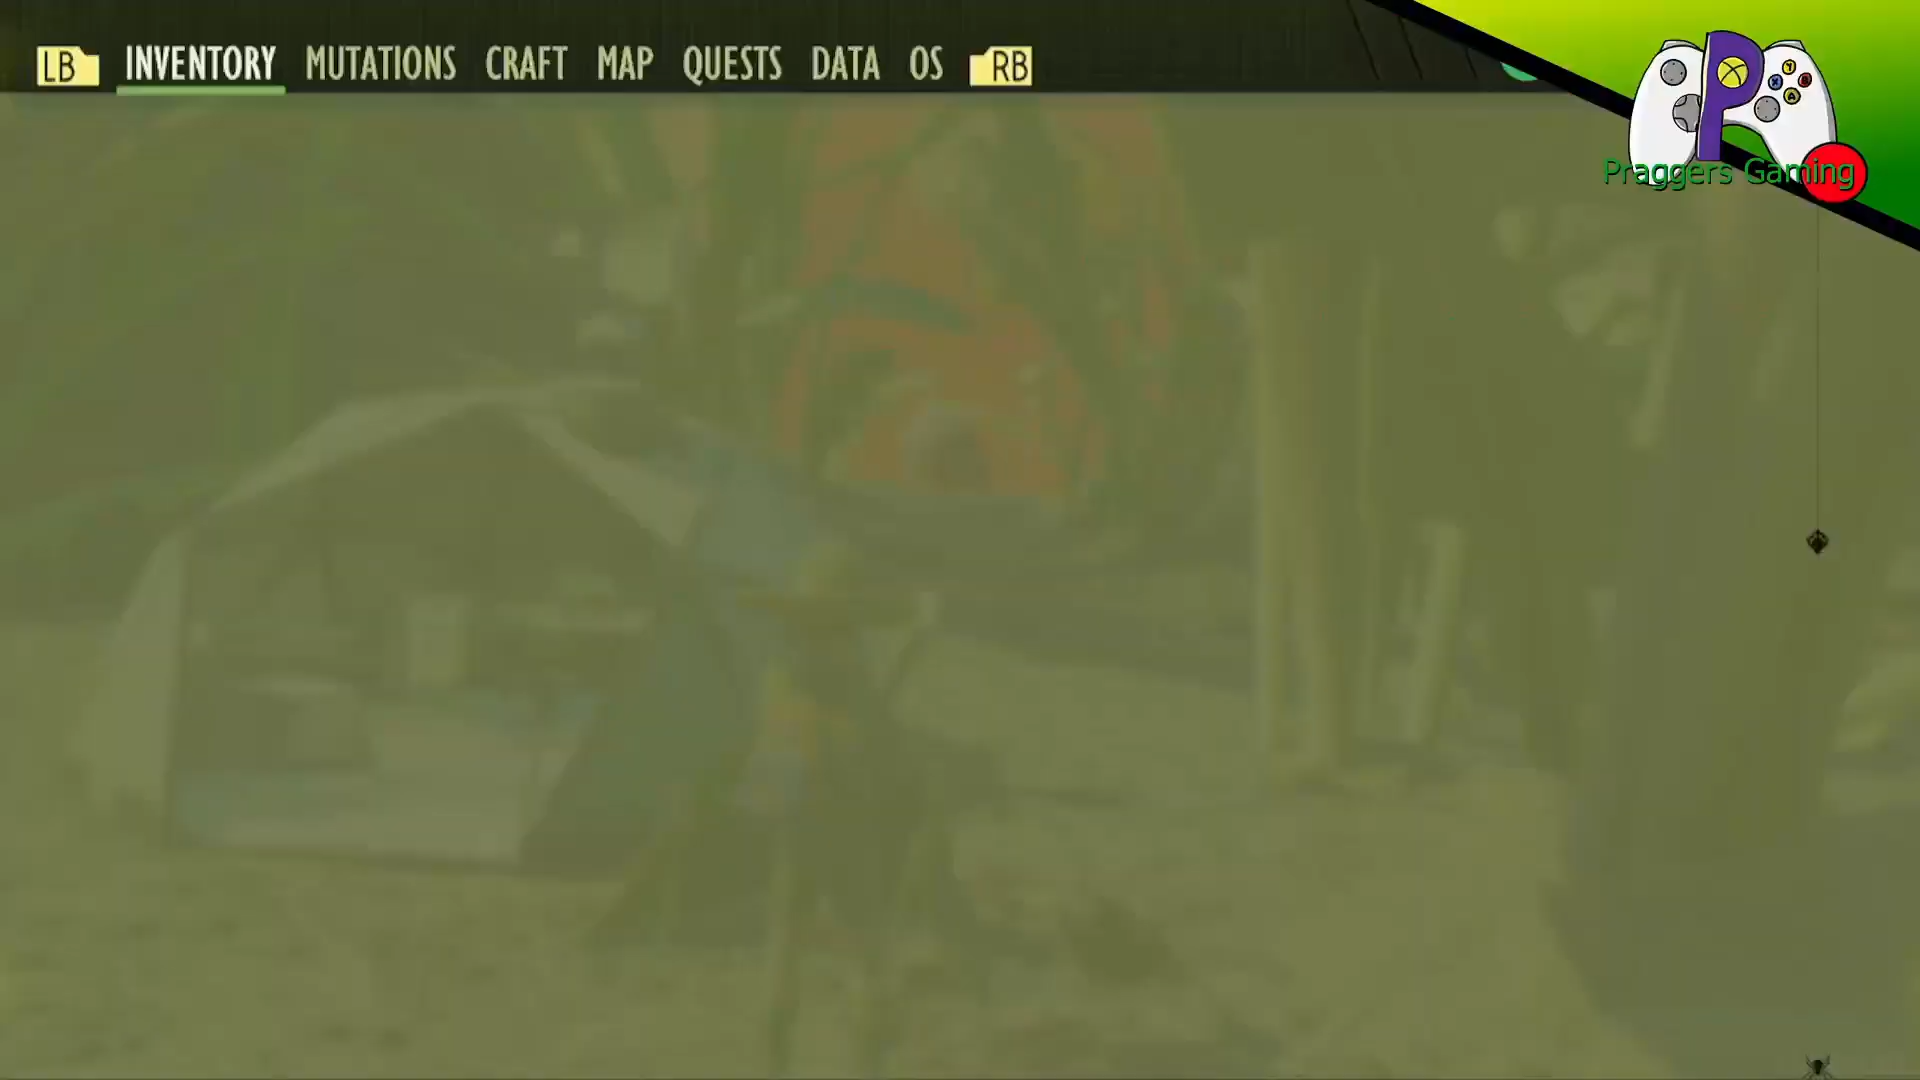 LB INVENTORY MUTATIONS CRAFT MAP QUESTS DATA OS RB
P
X Y X B A
Praggers Gaming